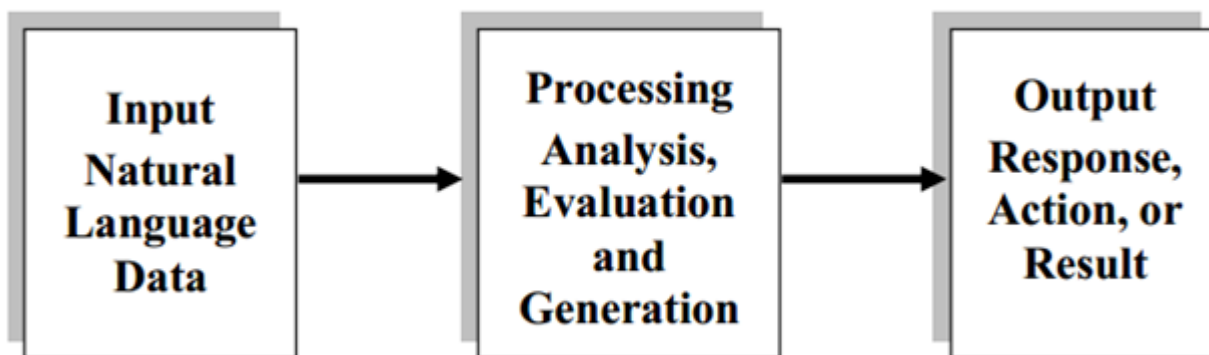 Input
Natural
Language
Data
Processing
Analysis,
Evaluation
and
Generation
Output
Response,
Action, or
Result